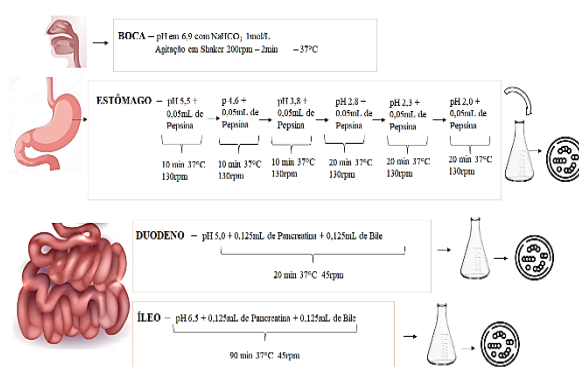 BOCA – pH em 6,9 com NaHCO3 1mol/L
Agitação em Shaker 200rpm – 2min – 37°C
ESTÔMAGO – pH 5,5 + 0,05mL de Pepsina
10 min 37°C 130rpm
p 4,6 + 0,05mL de Pepsina
10 min 37°C 130rpm
pH 3,8 + 0,05mL de Pepsina
10 min 37°C 130rpm
pH 2,8 – 0,05mL de Pepsina
20 min 37°C 130rpm
pH 2,3 + 0,05mL de Pepsina
20 min 37°C 130rpm
pH 2,0 + 0,05mL de Pepsina
20 min 37°C 130rpm
DUODENO – pH 5,0 + 0,125mL de Pancreatina + 0,125mL de Bile
20 min 37°C 45rpm
ÍLEO – pH 6,5 + 0,125mL de Pancreatina + 0,125mL de Bile
90 min 37°C 45rpm